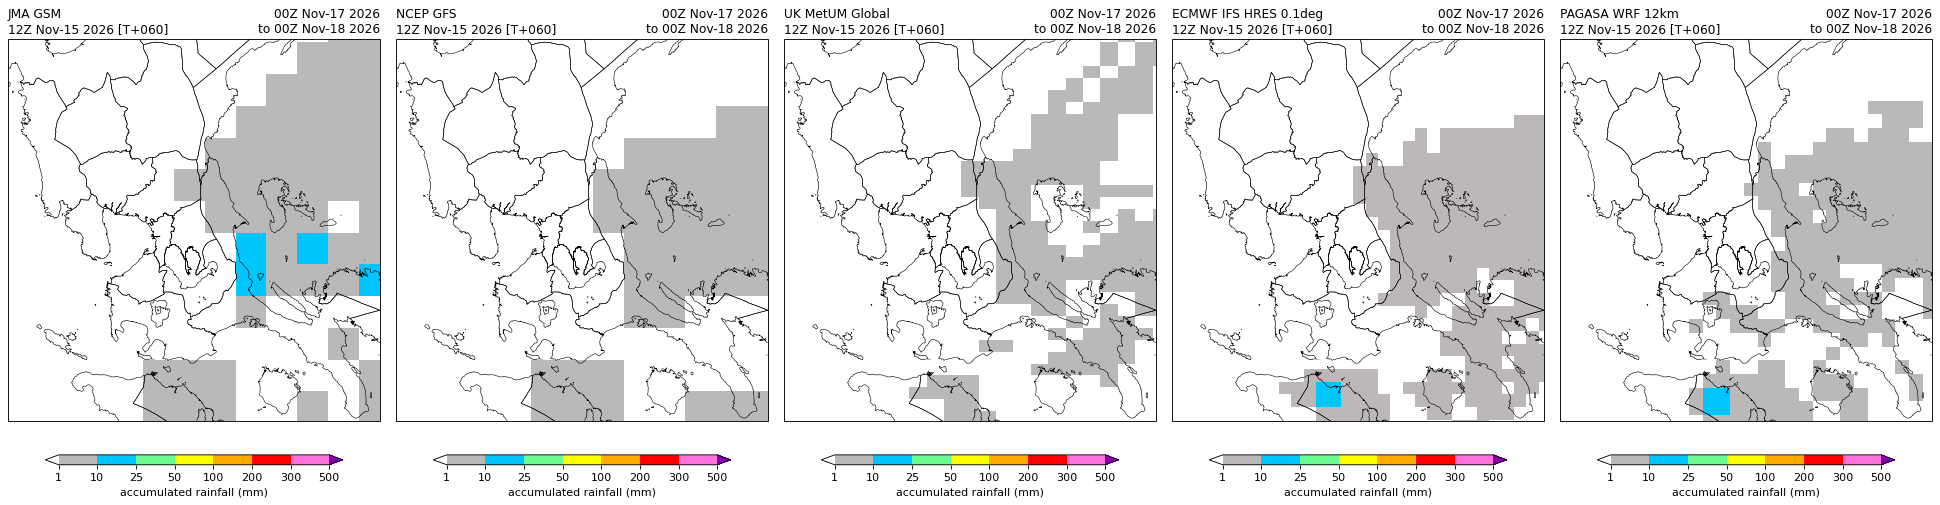 JMA GSM 00Z Nov-17 2026
12Z Nov-15 2026 [T+060] to 00Z Nov-18 2026
NCEP GFS 00Z Nov-17 2026
12Z Nov-15 2026 [T+060] to 00Z Nov-18 2026
UK MetUM Global 00Z Nov-17 2026
12Z Nov-15 2026 [T+060] to 00Z Nov-18 2026
ECMWF IFS HRES 0.1deg 00Z Nov-17 2026
12Z Nov-15 2026 [T+060] to 00Z Nov-18 2026
PAGASA WRF 12km 00Z Nov-17 2026
12Z Nov-15 2026 [T+060] to 00Z Nov-18 2026
1 10 25 50 100 200 300 500
accumulated rainfall (mm)
1 10 25 50 100 200 300 500
accumulated rainfall (mm)
1 10 25 50 100 200 300 500
accumulated rainfall (mm)
1 10 25 50 100 200 300 500
accumulated rainfall (mm)
1 10 25 50 100 200 300 500
accumulated rainfall (mm)